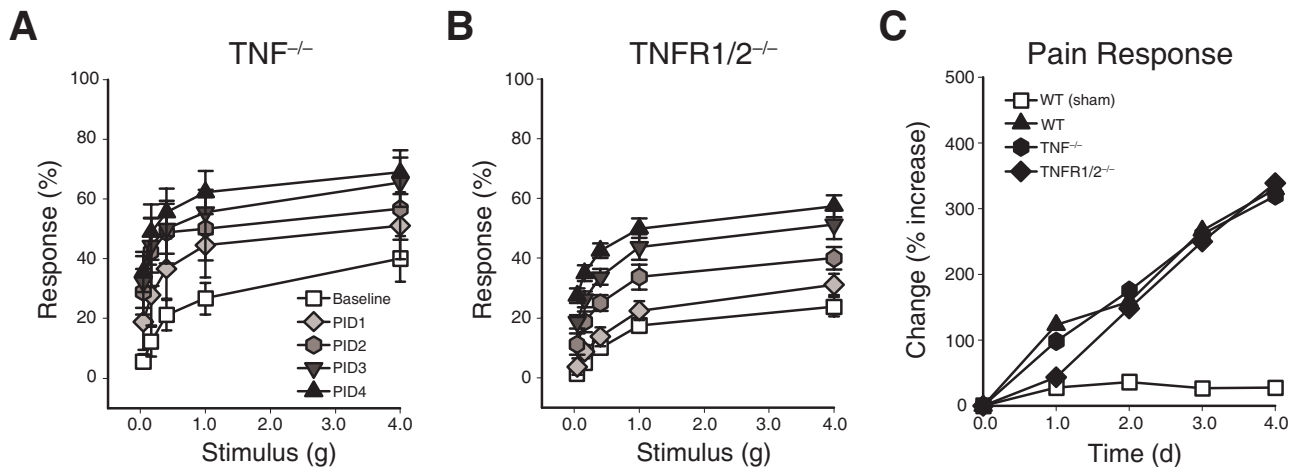 A
TNF–/–
Response (%)
100
80
60
40
20
0
0.0 1.0 2.0 3.0 4.0
Stimulus (g)
Baseline
PID1
PID2
PID3
PID4
B
TNFR1/2–/–
Response (%)
100
80
60
40
20
0
0.0 1.0 2.0 3.0 4.0
Stimulus (g)
C
Pain Response
Change (% increase)
500
400
300
200
100
0
0.0 1.0 2.0 3.0 4.0
Time (d)
WT (sham)
WT
TNF–/–
TNFR1/2–/–